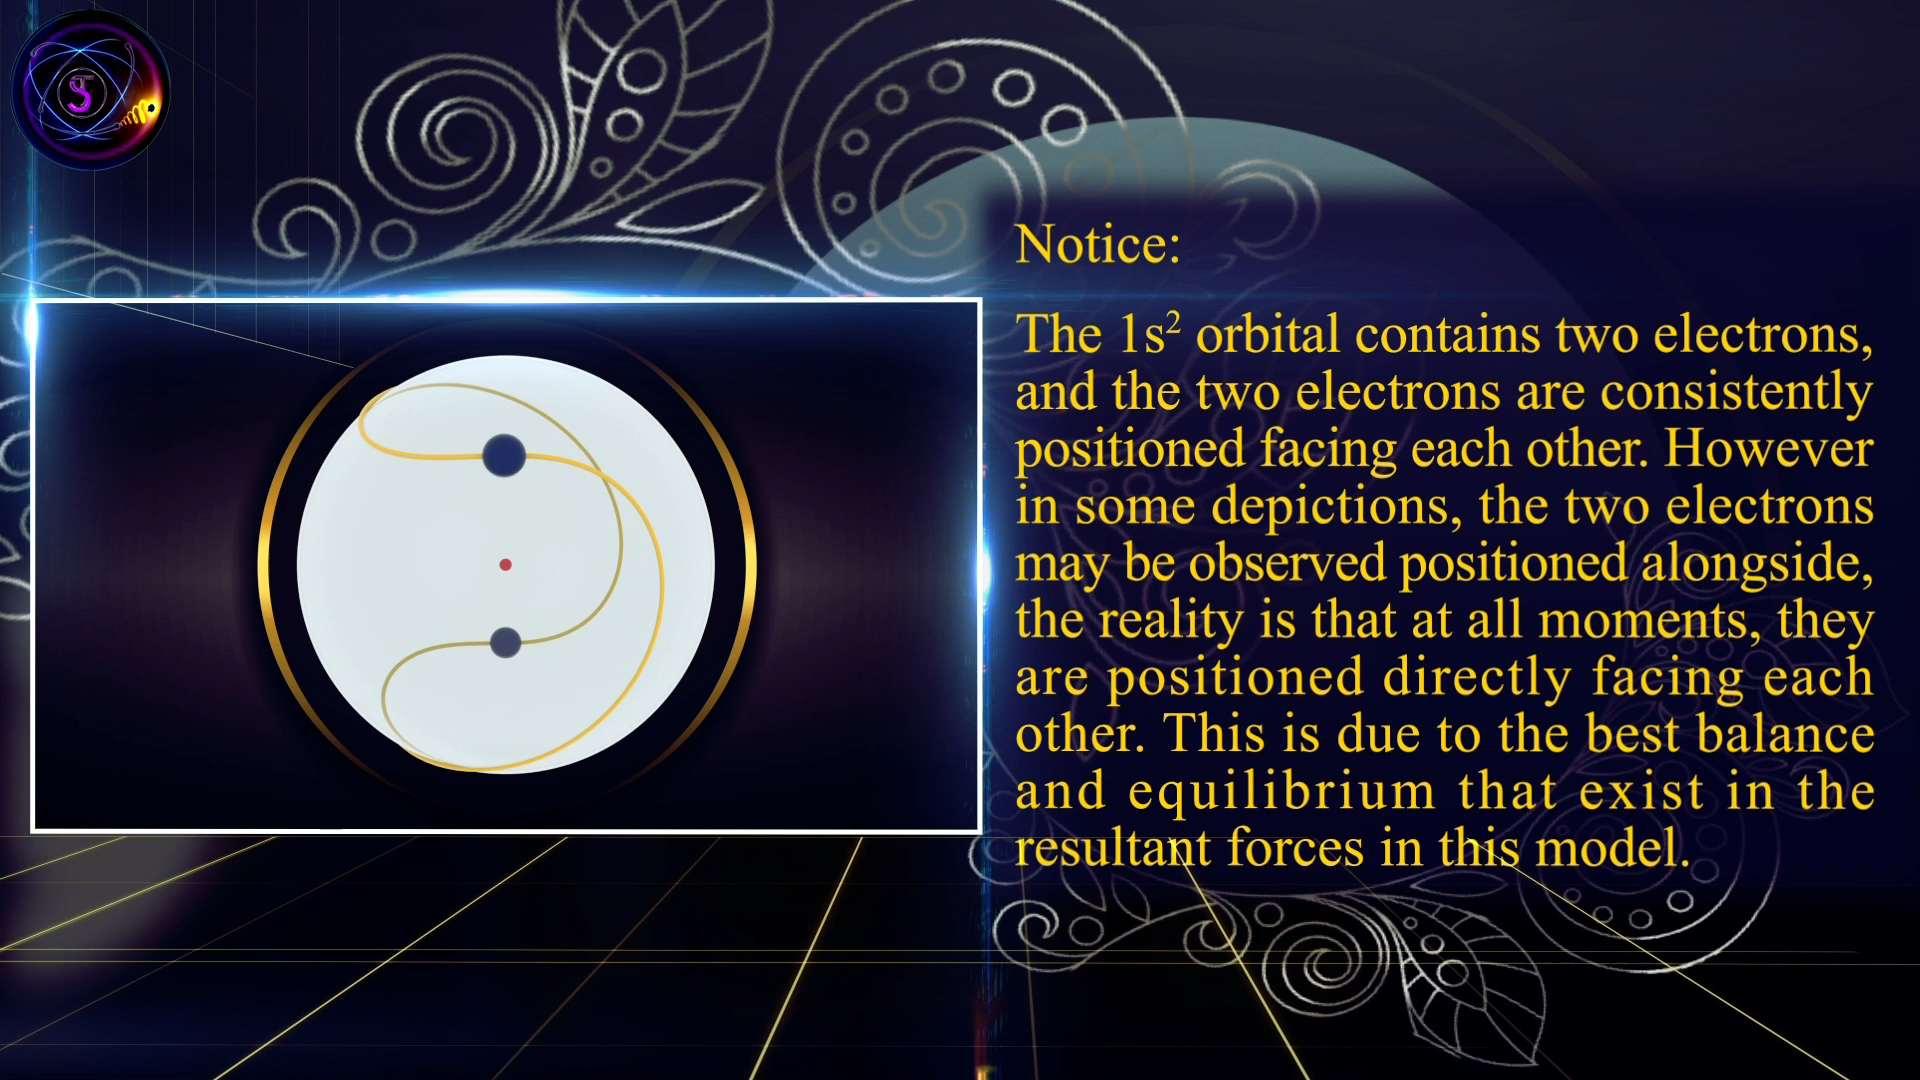 Notice:
The 1s² orbital contains two electrons,
and the two electrons are consistently
positioned facing each other. However
in some depictions, the two electrons
may be observed positioned alongside,
the reality is that at all moments, they
are positioned directly facing each
other. This is due to the best balance
and equilibrium that exist in the
resultant forces in this model.